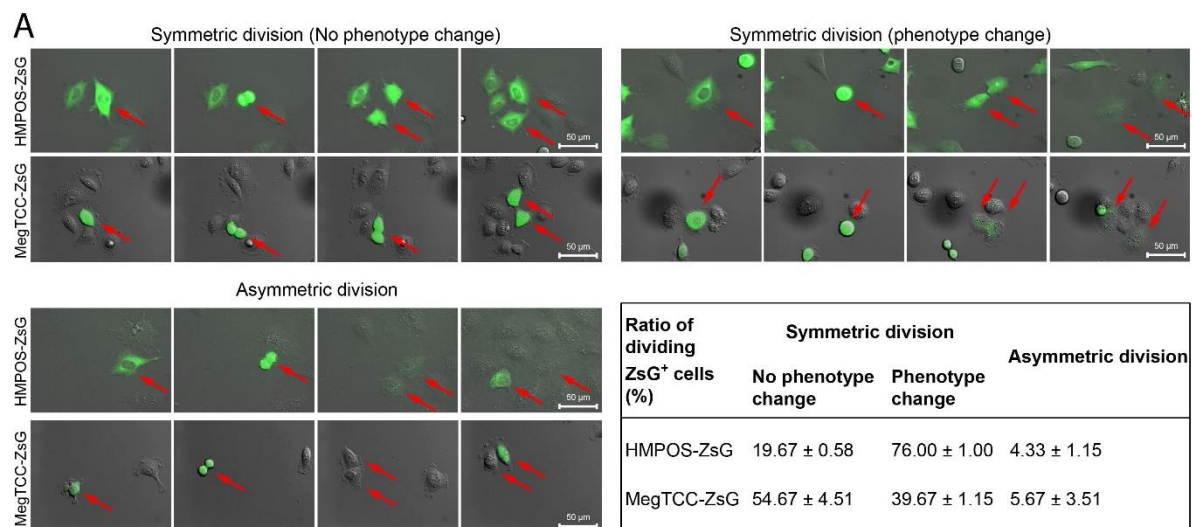 A
Symmetric division (No phenotype change)
HMPOS-ZsG
50 µm
MegTCC-ZsG
50 µm
Symmetric division (phenotype change)
50 µm
50 µm
Asymmetric division
HMPOS-ZsG
50 µm
MegTCC-ZsG
50 µm
Ratio of dividing ZsG⁺ cells (%)
Symmetric division
Asymmetric division
No phenotype change
Phenotype change
HMPOS-ZsG 19.67 ± 0.58 76.00 ± 1.00 4.33 ± 1.15
MegTCC-ZsG 54.67 ± 4.51 39.67 ± 1.15 5.67 ± 3.51